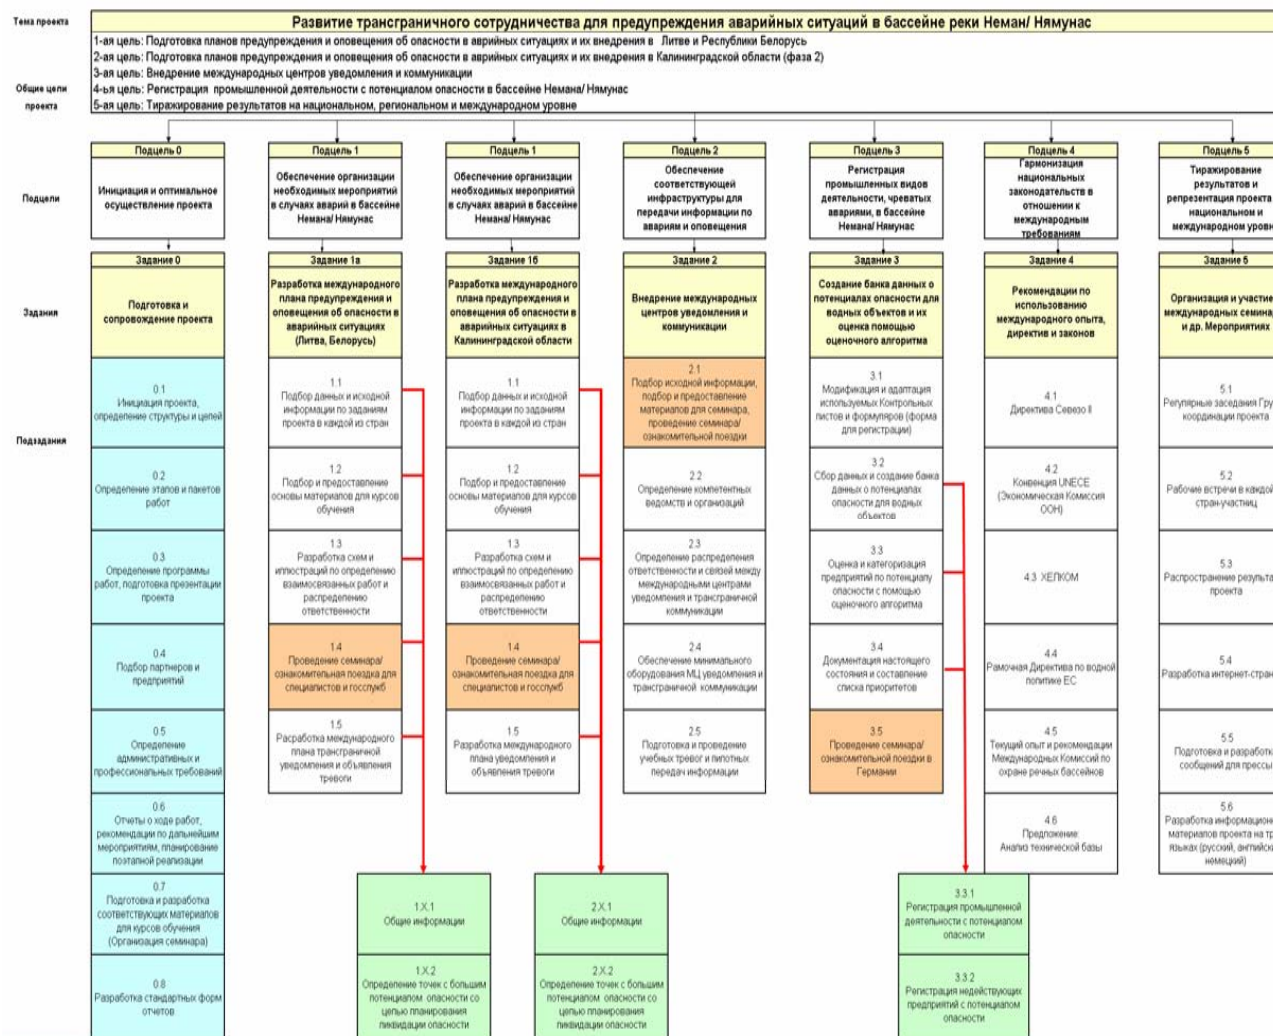 Тема проекта
Развитие трансграничного сотрудничества для предупреждения аварийных ситуаций в бассейне реки Неман/ Нямунас
Общие цели
проекта
1-ая цель: Подготовка планов предупреждения и оповещения об опасности в аврийных ситуациях и их внедрения в Литве и Республики Белорусь
2-ая цель: Подготовка планов предупреждения и оповещения об опасности в аврийных ситуациях и их внедрения в Калининградской области (фаза 2)
3-ая цель: Внедрение международных центров уведомления и коммуникации
4-ья цель: Регистрация промышленной деятельности с потенциалом опасности в бассейне Немана/ Нямунас
5-ая цель: Тиражирование результатов на национальном, региональном и международном уровне
Подцели
Подцель 0
Инициация и оптимальное
осуществление проекта
Подцель 1
Обеспечение организации
необходимых мероприятий
в случаях аварий в бассейне
Немана/ Нямунас
Подцель 1
Обеспечение организации
необходимых мероприятий
в случаях аварий в бассейне
Немана/ Нямунас
Подцель 2
Обеспечение
соответствующей
инфраструктуры для
передачи информации по
авариям и оповещения
Подцель 3
Регистрация
промышленных видов
деятельности, чреватых
авариями, в бассейне
Немана/ Нямунас
Подцель 4
Гармонизация
национальных
законодательств в
отношении к
международным
требованиям
Подцель 5
Тиражирование
результатов и
репрезентация проекта
национальном и
международном уровн
Задания
Задание 0
Подготовка и
сопровождение проекта
Задание 1а
Разработка международного
плана предупреждения и
оповещения об опасности в
аварийных ситуациях
(Литва, Белорусь)
Задание 1б
Разработка международного
плана предупреждения и
оповещения об опасности в
аварийных ситуациях в
Калининградской области
Задание 2
Внедрение международных
центров уведомления и
коммуникации
Задание 3
Создание банка данных о
потенциалах опасности для
водных объектов и их
оценка помощью
оценочного алгоритма
Задание 4
Рекомендации по
использованию
международного опыта,
директив и законов
Задание 6
Организация и участие
международных семина
и др. Мероприятиях
Подзадания
0.1
Инициация проекта,
определение структуры и целей
0.2
Определение этапов и пакетов
работ
0.3
Определение программы
работ, подготовка презентации
проекта
0.4
Подбор партнеров и
предприятий
0.5
Определение
административных и
профессиональных требований
0.6
Отчеты о ходе работ,
рекомендации по дальнейшим
мероприятиям, планирование
поэтапной реализации
0.7
Подготовка и разработка
соответствующих материалов
для курсов обучения
(Организация семинара)
0.8
Разработка стандартных форм
отчетов
1.1
Подбор данных и исходной
информации по заданиям
проекта в каждой из стран
1.2
Подбор и предоставление
основы материалов для курсов
обучения
1.3
Разработка схем и
иллюстраций по определению
взаимосвязанных работ и
распределению
ответственности
1.4
Проведение семинара/
ознакомительная поездка для
специалистов и госслужб
1.5
Расработка международного
плана трансграничной
уведомления и объявления
тревоги
1.1
Подбор данных и исходной
информации по заданиям
проекта в каждой из стран
1.2
Подбор и предоставление
основы материалов для курсов
обучения
1.3
Разработка схем и
иллюстраций по определению
взаимосвязанных работ и
распределению
ответственности
1.4
Проведение семинара/
ознакомительная поездка для
специалистов и госслужб
1.5
Разработка международного
плана уведомления и
объявления тревоги
2.1
Подбор исходной информации,
подбор и предоставление
материалов для семинара,
проведение семинара/
ознакомительной поездки
2.2
Определение компетентных
ведомств и организаций
2.3
Определение распределения
ответственности и связей между
международными центрами
уведомления и трансграничной
коммуникации
2.4
Обеспечение минимального
оборудования МЦ уведомления и
трансграничной коммуникации
2.5
Подготовка и проведение
учебных тревог и пилотных
передач информации
3.1
Модификация и адаптация
используемых Контрольных
листов и формуляров (форма
для регистрации)
3.2
Сбор данных и создание банка
данных о потенциалах
опасности для водных
объектов
3.3
Оценка и категоризация
предприятий по потенциалу
опасности с помощью
оценочного алгоритма
3.4
Документация настоящего
состояния и составление
списка приоритетов
3.5
Проведение семинара/
ознакомительной поездки в
Германии
4.1
Директива Севезо II
4.2
Конвенция UNECE
(Экономическая Комиссия
ООН)
4.3 ХЕЛКОМ
4.4
Рамочная Директива по водной
политике ЕС
4.5
Текущий опыт и рекомендации
Международных Комиссий по
охране речных бассейнов
4.6
Предложение:
Анализ технической базы
5.1
Регулярные заседания Гру
координации проекта
5.2
Рабочие встречи в каждой
стран-участниц
5.3
Распространение результа
проекта
5.4
Разработка интернет-стран
5.5
Подготовка и разработк
сообщений для прессы
5.6
Разработка информационн
материалов проекта на тр
языках (русский, английск
немецкий)
1.X.1
Общие информации
1.X.2
Определение точек с большим
потенциалом опасности со
целью планирования
ликвидации опасности
2.X.1
Общие информации
2.X.2
Определение точек с большим
потенциалом опасности со
целью планирования
ликвидации опасности
3.3.1
Регистрация промышленной
деятельности с потенциалом
опасности
3.3.2
Регистрация недействующих
предприятий с потенциалом
опасности